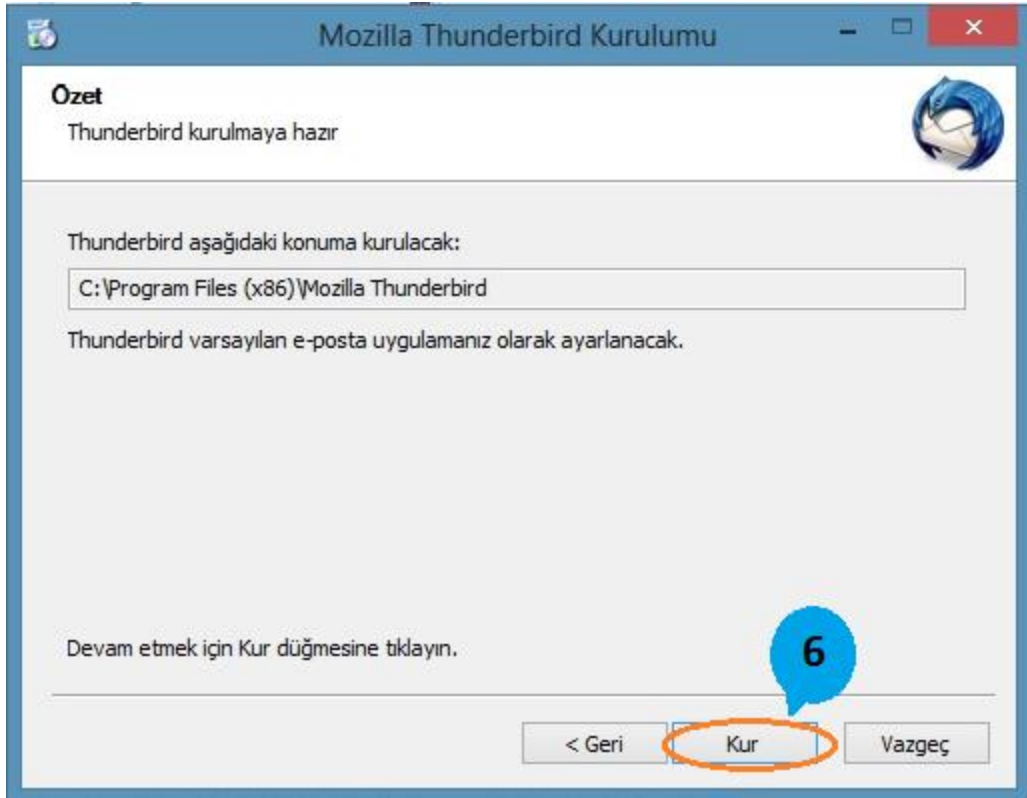 Mozilla Thunderbird Kurulumu
Özet
Thunderbird kurulmaya hazır
Thunderbird aşağıdaki konuma kurulacak:
C:\Program Files (x86)\Mozilla Thunderbird
Thunderbird varsayılan e-posta uygulamanız olarak ayarlanacak.
Devam etmek için Kur düğmesine tıklayın.
6
< Geri Kur Vazgeç